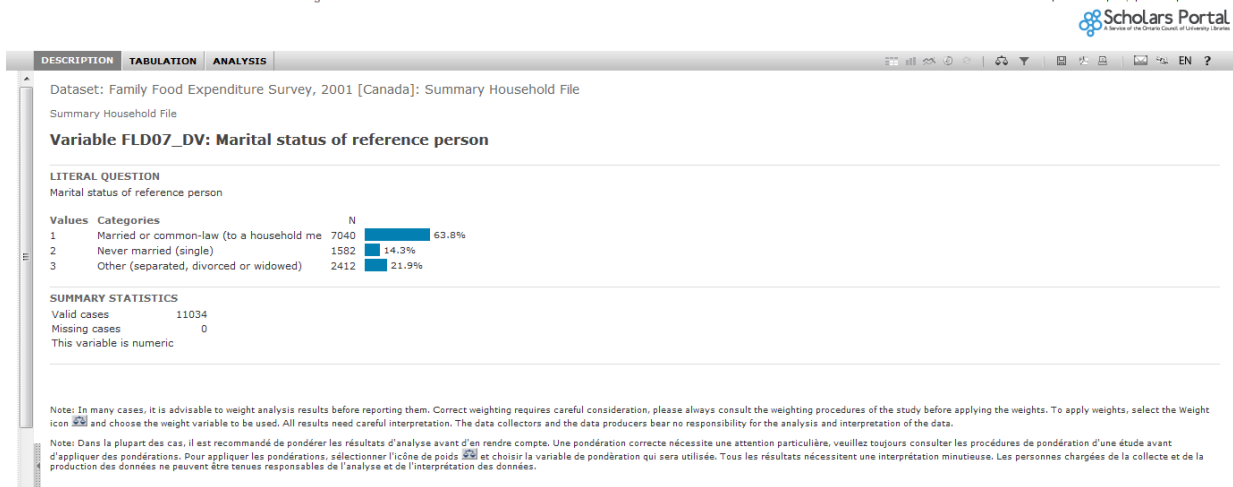 Scholars Portal
A Service of the Ontario Council of University Libraries
DESCRIPTION TABULATION ANALYSIS EN ?
Dataset: Family Food Expenditure Survey, 2001 [Canada]: Summary Household File
Summary Household File
Variable FLD07_DV: Marital status of reference person
LITERAL QUESTION
Marital status of reference person
Values Categories N
1 Married or common-law (to a household me 7040 63.8%
2 Never married (single) 1582 14.3%
3 Other (separated, divorced or widowed) 2412 21.9%
SUMMARY STATISTICS
Valid cases 11034
Missing cases 0
This variable is numeric
Note: In many cases, it is advisable to weight analysis results before reporting them. Correct weighting requires careful consideration, please always consult the weighting procedures of the study before applying the weights. To apply weights, select the Weight
icon and choose the weight variable to be used. All results need careful interpretation. The data collectors and the data producers bear no responsibility for the analysis and interpretation of the data.
Note: Dans la plupart des cas, il est recommandé de pondérer les résultats d'analyse avant d'en rendre compte. Une pondération correcte nécessite une attention particulière, veuillez toujours consulter les procédures de pondération d'une étude avant
d'appliquer des pondérations. Pour appliquer les pondérations, sélectionner l'icône de poids et choisir la variable de pondération qui sera utilisée. Tous les résultats nécessitent une interprétation minutieuse. Les personnes chargées de la collecte et de la
production des données ne peuvent être tenues responsables de l'analyse et de l'interprétation des données.